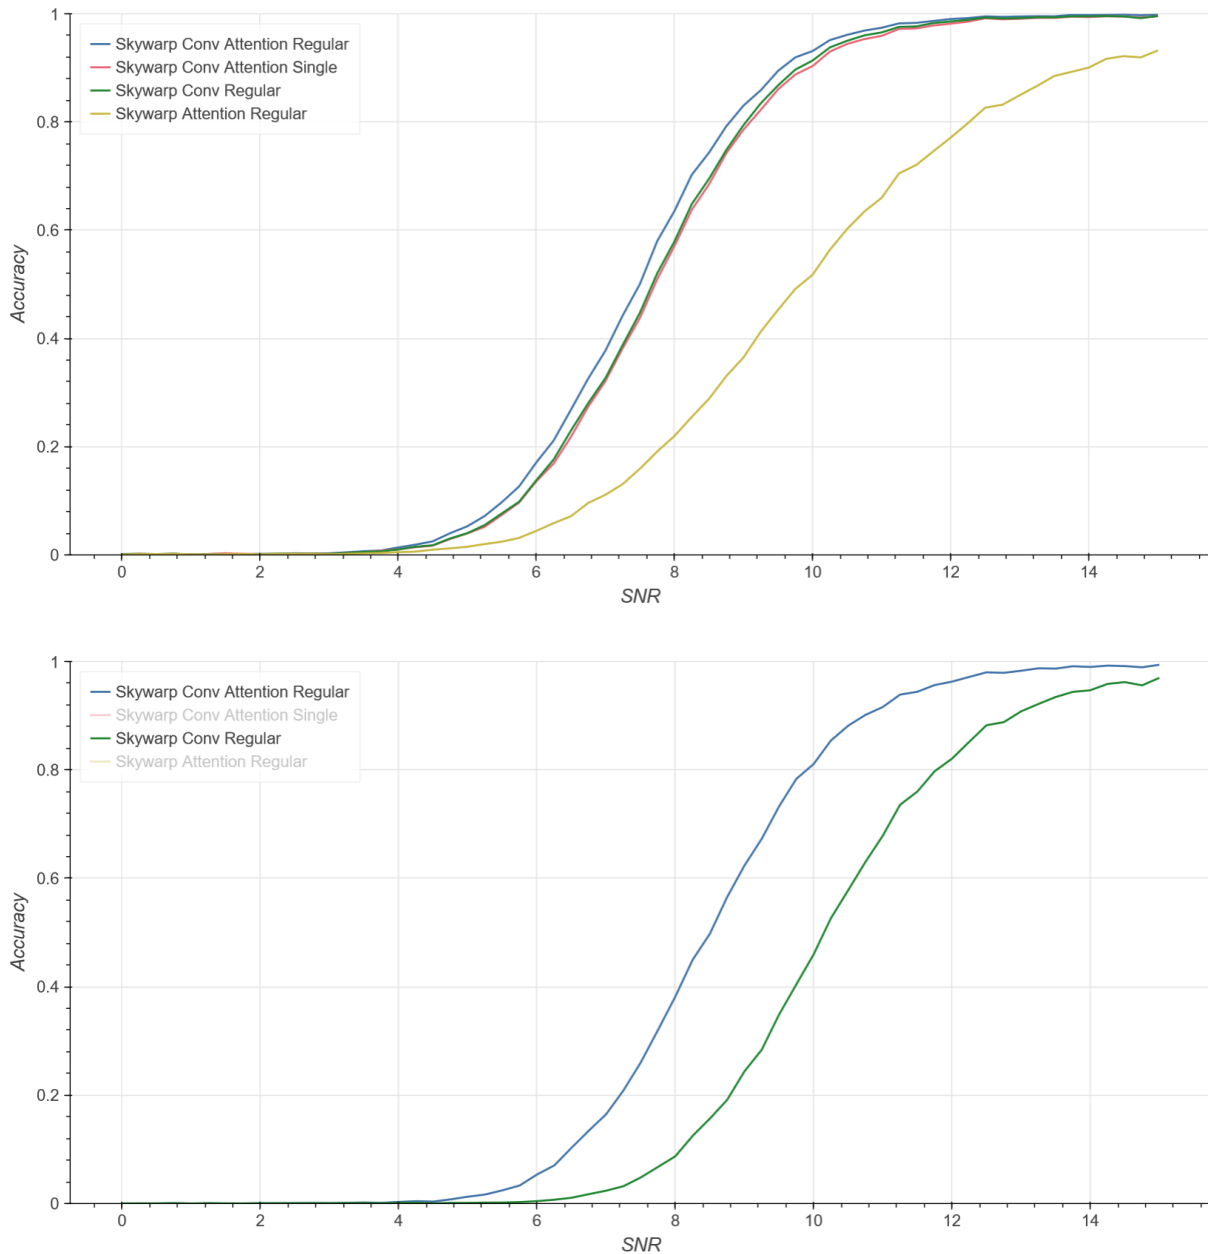 1
Skywarp Conv Attention Regular
Skywarp Conv Attention Single
Skywarp Conv Regular
Skywarp Attention Regular
0.8
0.6
Accuracy
0.4
0.2
0
0 2 4 6 8 10 12 14
SNR
1
Skywarp Conv Attention Regular
Skywarp Conv Attention Single
Skywarp Conv Regular
Skywarp Attention Regular
0.8
0.6
Accuracy
0.4
0.2
0
0 2 4 6 8 10 12 14
SNR